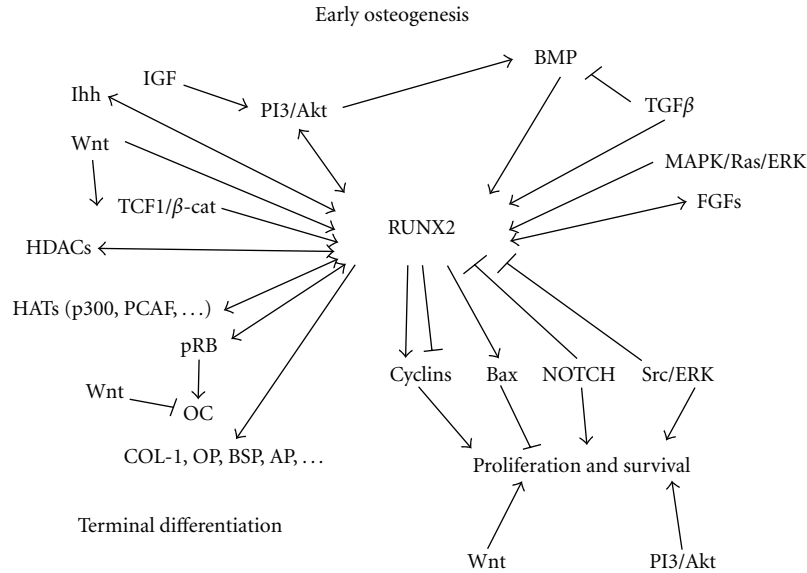 Early osteogenesis
BMP
IGF
Ihh
PI3/Akt
TGFβ
Wnt
MAPK/Ras/ERK
TCF1/β-cat
FGFs
RUNX2
HDACs
HATs (p300, PCAF, ...)
pRB
Cyclins
Bax
NOTCH
Src/ERK
Wnt
OC
COL-1, OP, BSP, AP, ...
Proliferation and survival
Terminal differentiation
Wnt
PI3/Akt